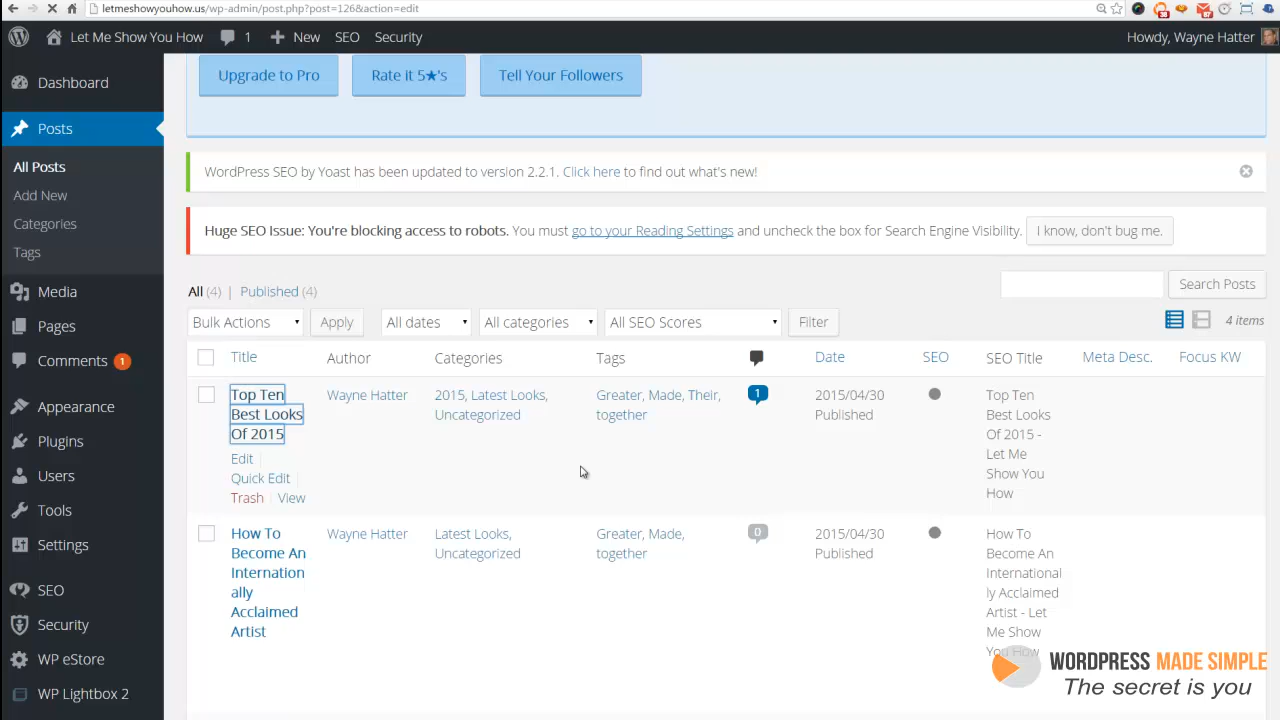 letmeshowyouhow.us/wp-admin/post.php?post=126&action=edit
Let Me Show You How 1 New SEO Security Howdy, Wayne Hatter
Dashboard
Posts
All Posts
Add New
Categories
Tags
Media
Pages
Comments 1
Appearance
Plugins
Users
Tools
Settings
SEO
Security
WP eStore
WP Lightbox 2
Upgrade to Pro Rate it 5★'s Tell Your Followers
WordPress SEO by Yoast has been updated to version 2.2.1. Click here to find out what's new!
Huge SEO Issue: You're blocking access to robots. You must go to your Reading Settings and uncheck the box for Search Engine Visibility. I know, don't bug me.
All (4) | Published (4)
Search Posts
Bulk Actions Apply All dates All categories All SEO Scores Filter 4 items
Title Author Categories Tags Date SEO SEO Title Meta Desc. Focus KW
Top Ten
Best Looks
Of 2015
Edit |
Quick Edit |
Trash | View
Wayne Hatter
2015, Latest Looks,
Uncategorized
Greater, Made, Their,
together
1
2015/04/30
Published
Top Ten
Best Looks
Of 2015 -
Let Me
Show You
How
How To
Become An
Internation
ally
Acclaimed
Artist
Wayne Hatter
Latest Looks,
Uncategorized
Greater, Made,
together
0
2015/04/30
Published
How To
Become An
International
ly Acclaimed
Artist - Let
Me Show
You How
WORDPRESS MADE SIMPLE
The secret is you